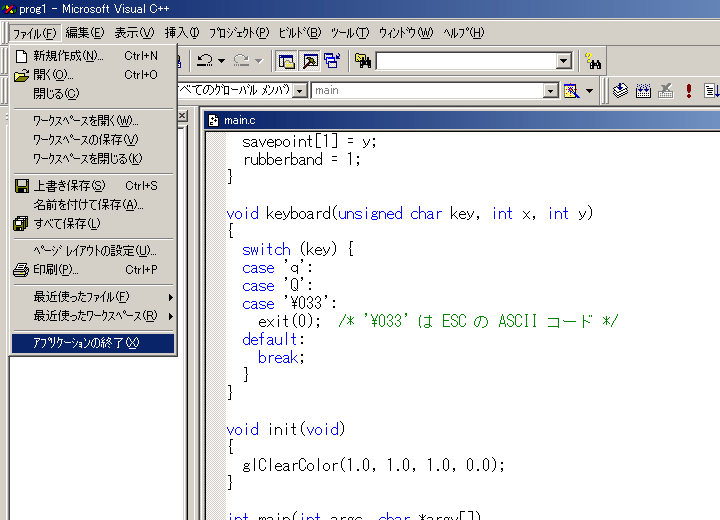 prog1 - Microsoft Visual C++
ファイル(F) 編集(E) 表示(V) 挿入(I) プロジェクト(P) ビルド(B) ツール(T) ウィンドウ(W) ヘルプ(H)
新規作成(N)... Ctrl+N
開く(O)... Ctrl+O
閉じる(C)
ワークスペースを開く(W)...
ワークスペースの保存(V)
ワークスペースを閉じる(K)
上書き保存(S) Ctrl+S
名前を付けて保存(A)...
すべて保存(L)
ページ レイアウトの設定(U)...
印刷(P)... Ctrl+P
最近使ったファイル(F)
最近使ったワークスペース(R)
アプリケーションの終了(X)
べてのグローバル メンバ) main
main.c
savepoint[1] = y;
rubberband = 1;
}
void keyboard(unsigned char key, int x, int y)
{
switch (key) {
case 'q':
case 'Q':
case '¥033':
exit(0); /* '¥033' は ESC の ASCII コード */
default:
break;
}
}
void init(void)
{
glClearColor(1.0, 1.0, 1.0, 0.0);
}
int main(int argc, char *argv[])